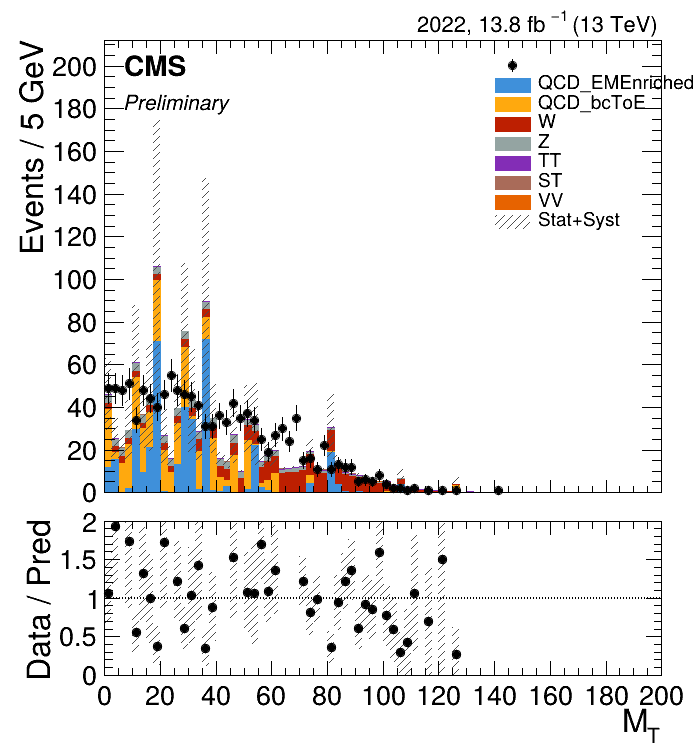 2022, 13.8 fb⁻¹ (13 TeV)
CMS
Preliminary
QCD_EMEnriched
QCD_bcToE
W
Z
TT
ST
VV
Stat+Syst
Events / 5 GeV
200
180
160
140
120
100
80
60
40
20
0
Data / Pred
2
1.5
1
0.5
0
0 20 40 60 80 100 120 140 160 180 200
M_T